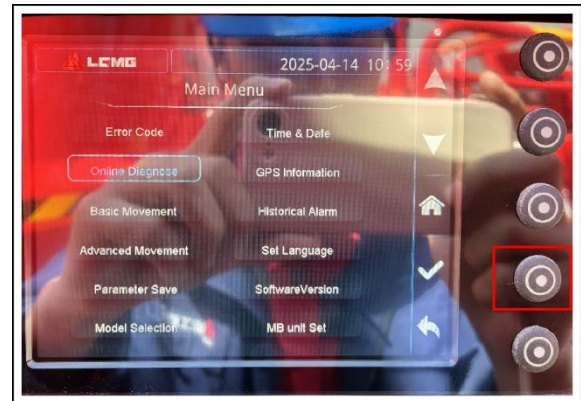 LCMG
2025-04-14 10:59
Main Menu
Error Code
Time & Date
Online Diagnose
GPS Information
Basic Movement
Historical Alarm
Advanced Movement
Set Language
Parameter Save
SoftwareVersion
Model Selection
MB unit Set